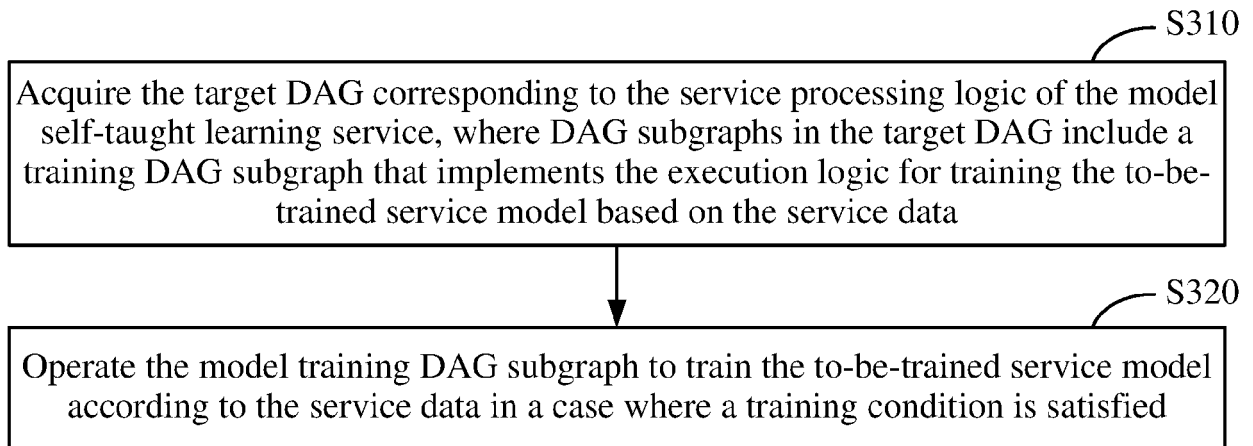 S310
Acquire the target DAG corresponding to the service processing logic of the model
self-taught learning service, where DAG subgraphs in the target DAG include a
training DAG subgraph that implements the execution logic for training the to-be-
trained service model based on the service data
S320
Operate the model training DAG subgraph to train the to-be-trained service model
according to the service data in a case where a training condition is satisfied